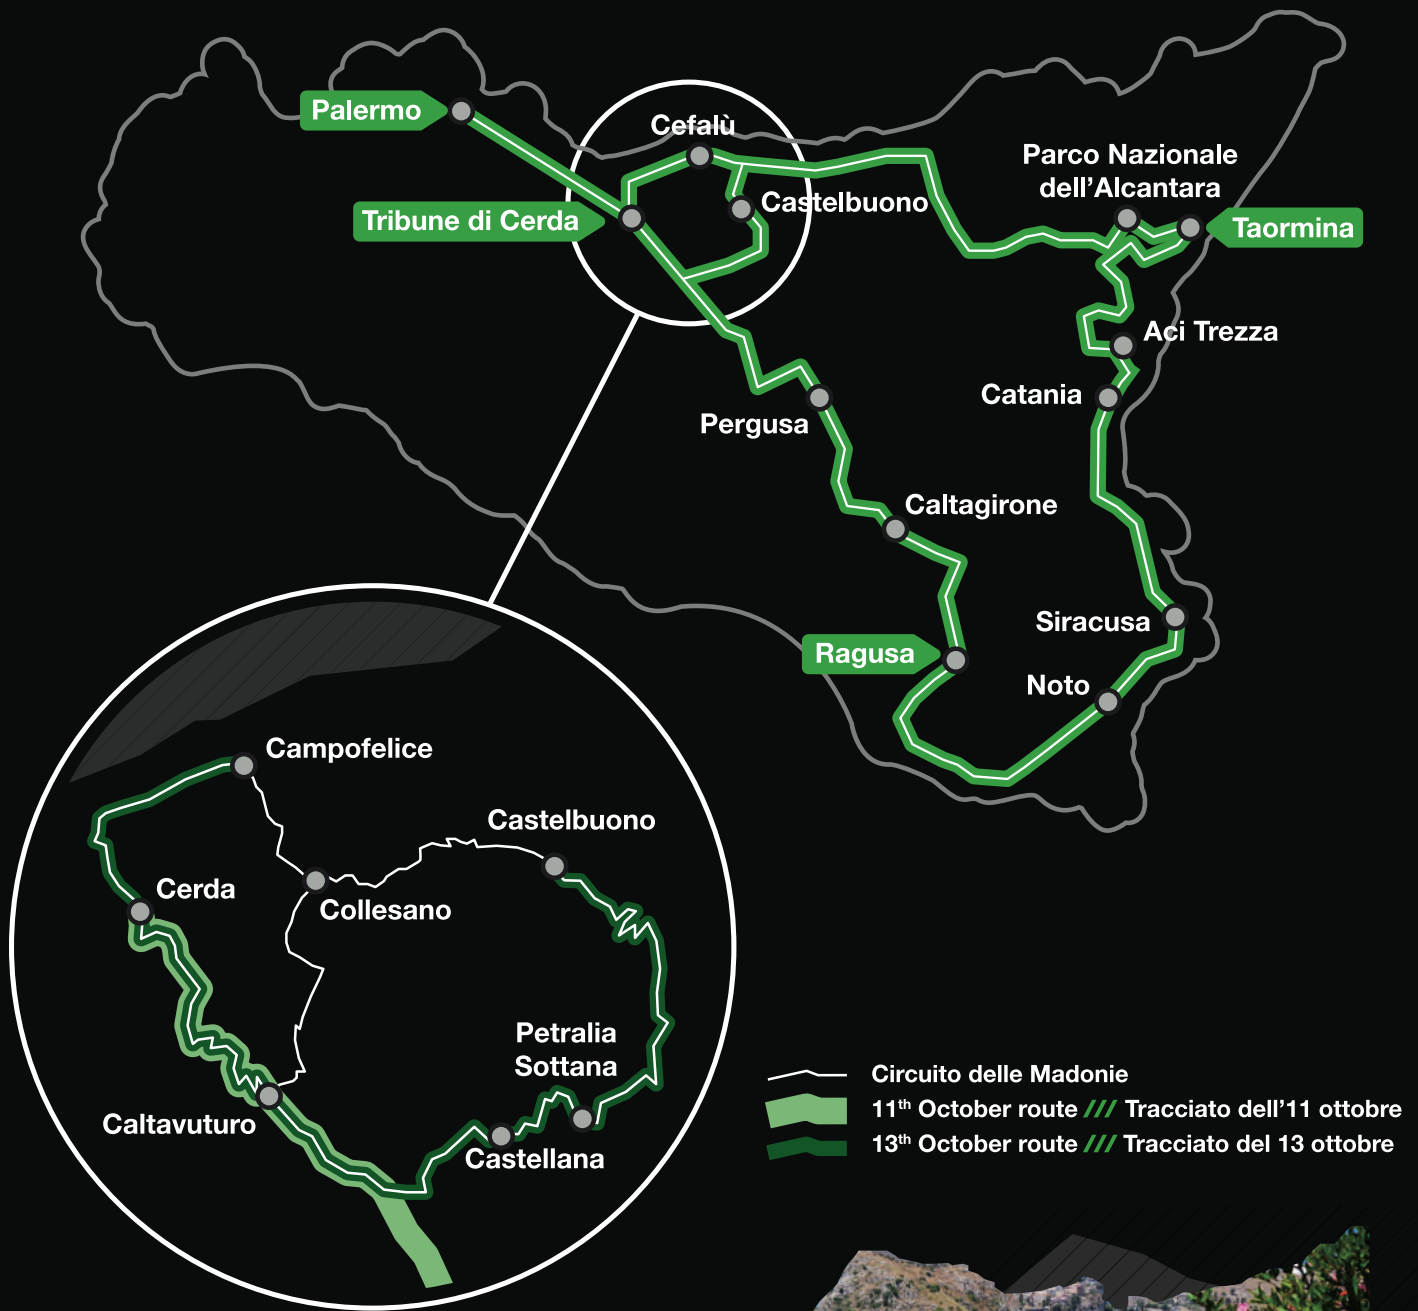 Palermo
Cefalù
Parco Nazionale
dell’Alcantara
Castelbuono
Tribune di Cerda
Taormina
Aci Trezza
Catania
Pergusa
Caltagirone
Siracusa
Ragusa
Noto
Campofelice
Castelbuono
Cerda
Collesano
Petralia
Sottana
Caltavuturo
Castellana
Circuito delle Madonie
11th October route /// Tracciato dell’11 ottobre
13th October route /// Tracciato del 13 ottobre